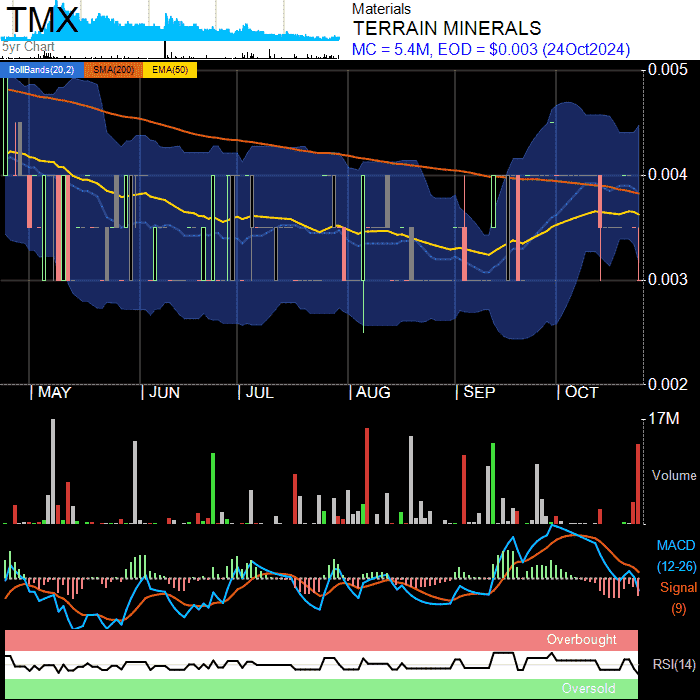 TMX
5yr Chart
Materials
TERRAIN MINERALS
MC = 5.4M, EOD = $0.003 (24Oct2024)
BollBands(20,2) SMA(200) EMA(50)
0.005
0.004
0.003
0.002
MAY JUN JUL AUG SEP OCT
17M
Volume
MACD
(12-26)
Signal
(9)
Overbought
RSI(14)
Oversold